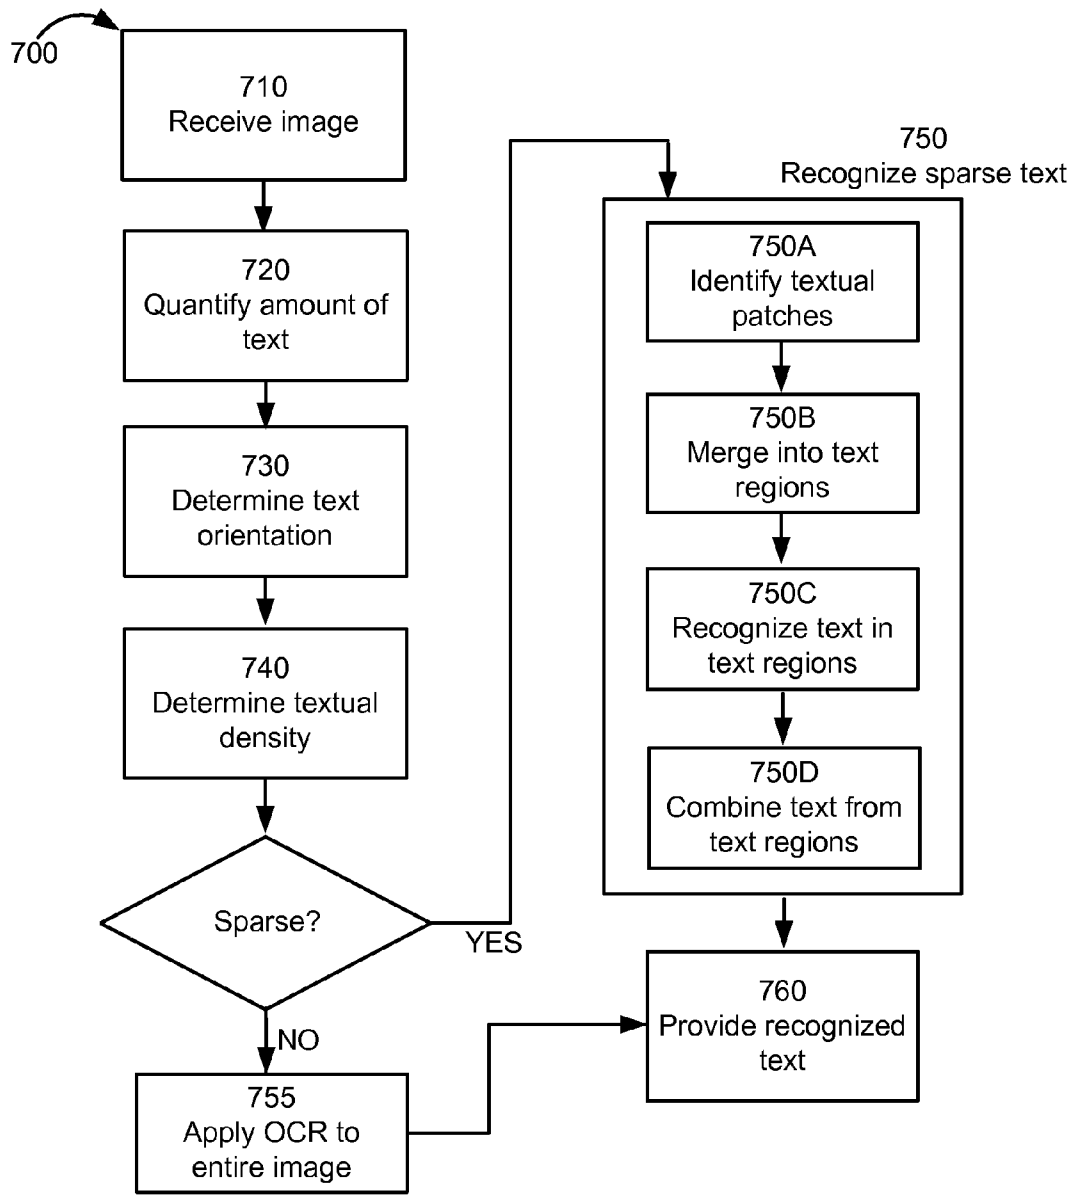 700
710
Receive image
720
Quantify amount of
text
730
Determine text
orientation
740
Determine textual
density
Sparse?
YES
NO
755
Apply OCR to
entire image
750
Recognize sparse text
750A
Identify textual
patches
750B
Merge into text
regions
750C
Recognize text in
text regions
750D
Combine text from
text regions
760
Provide recognized
text